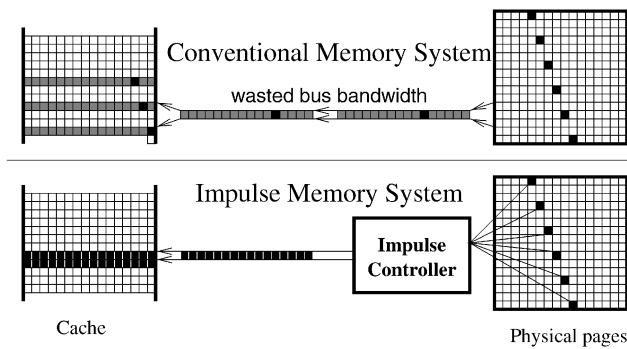 Conventional Memory System
wasted bus bandwidth
Impulse Memory System
Impulse
Controller
Cache
Physical pages